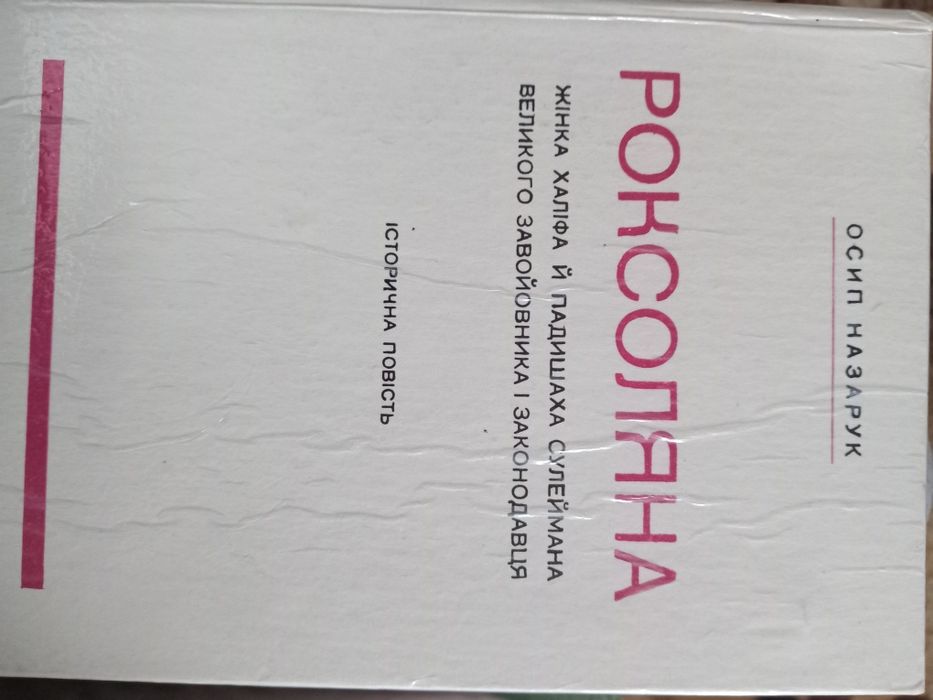 ОСИП НАЗАРУК
РОКСОЛЯНА
ЖІНКА ХАЛІФА Й ПАДИШАХА СУЛЕЙМАНА
ВЕЛИКОГО ЗАВОЙОВНИКА І ЗАКОНОДАВЦЯ
ІСТОРИЧНА ПОВІСТЬ